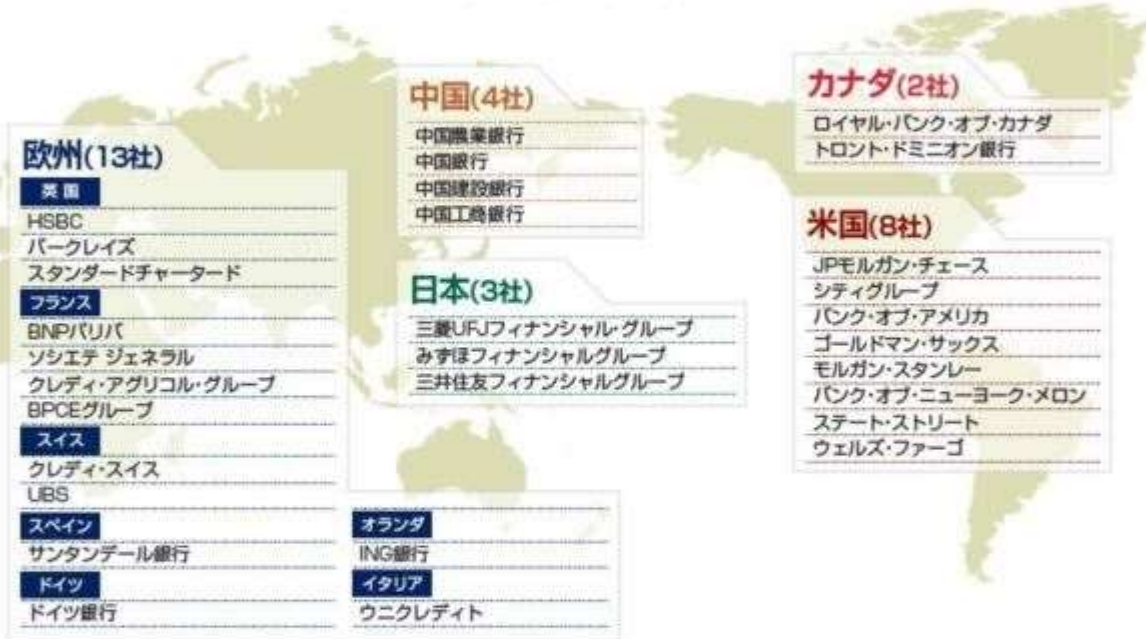 欧州(13社)
英国
HSBC
バークレイズ
スタンダードチャータード
フランス
BNPパリバ
ソシエテ ジェネラル
クレディ・アグリコル・グループ
BPCEグループ
スイス
クレディ・スイス
UBS
スペイン
サンタンデール銀行
ドイツ
ドイツ銀行
オランダ
ING銀行
イタリア
ウニクレディト
中国(4社)
中国農業銀行
中国銀行
中国建設銀行
中国工商銀行
日本(3社)
三菱UFJフィナンシャル・グループ
みずほフィナンシャルグループ
三井住友フィナンシャルグループ
カナダ(2社)
ロイヤル・バンク・オブ・カナダ
トロント・ドミニオン銀行
米国(8社)
JPモルガン・チェース
シティグループ
バンク・オブ・アメリカ
ゴールドマン・サックス
モルガン・スタンレー
バンク・オブ・ニューヨーク・メロン
ステート・ストリート
ウェルズ・ファーゴ